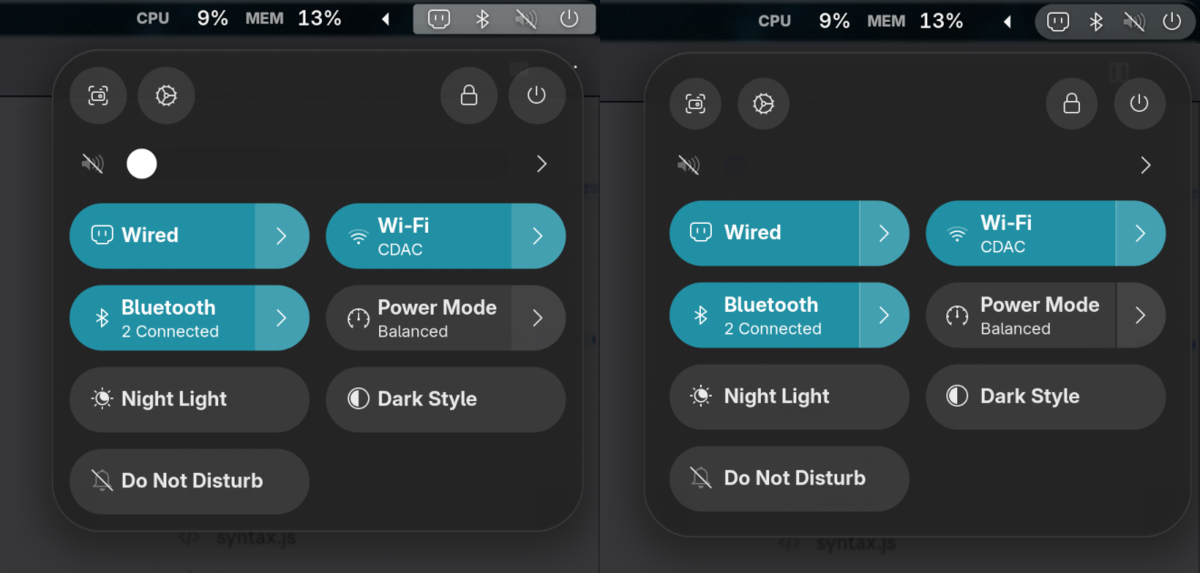 CPU 9% MEM 13%
Wired
Wi-Fi
CDAC
Bluetooth
2 Connected
Power Mode
Balanced
Night Light
Dark Style
Do Not Disturb
syntax.js
CPU 9% MEM 13%
Wired
Wi-Fi
CDAC
Bluetooth
2 Connected
Power Mode
Balanced
Night Light
Dark Style
Do Not Disturb
syntax.js